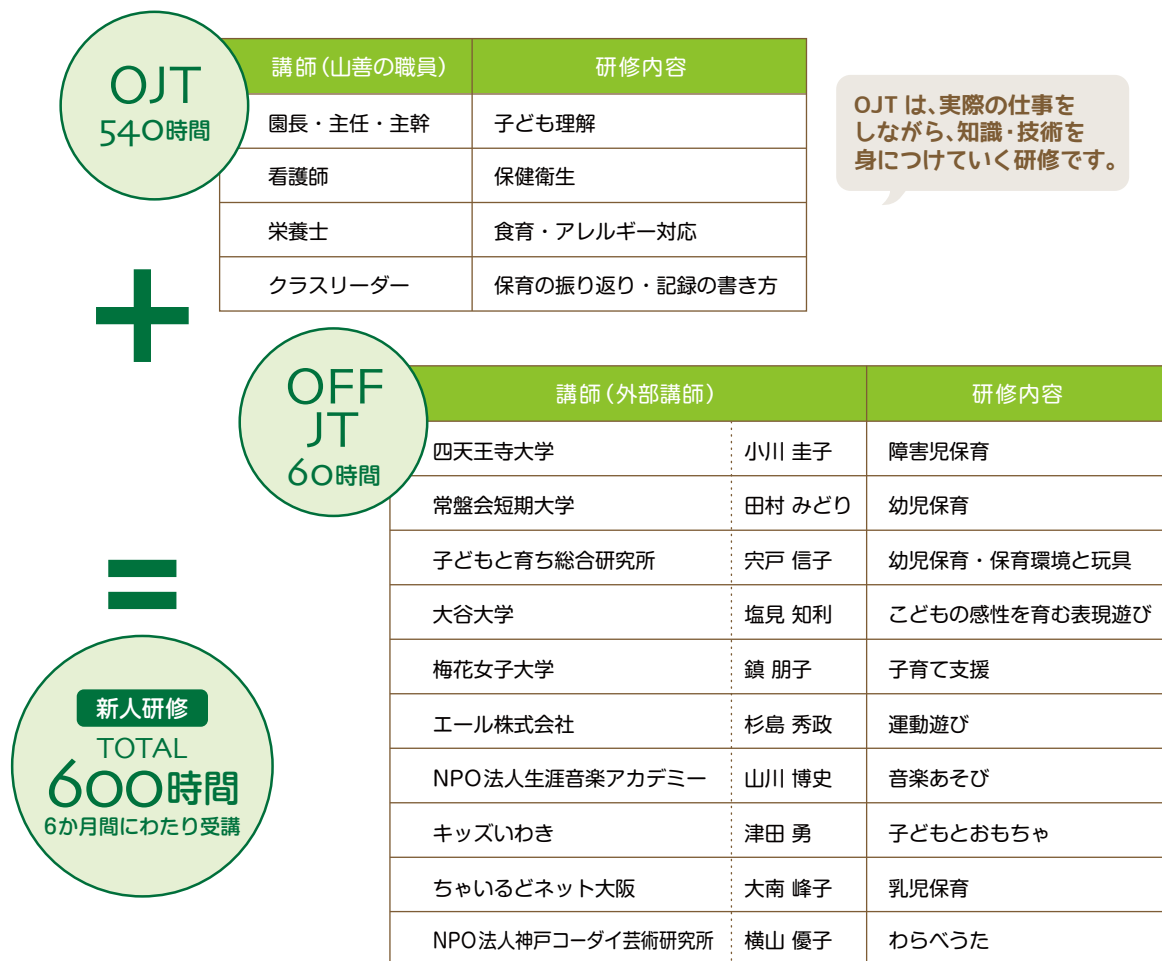 OJT
540時間
講師(山善の職員) 研修内容
園長・主任・主幹 子ども理解
看護師 保健衛生
栄養士 食育・アレルギー対応
クラスリーダー 保育の振り返り・記録の書き方
OJT は、実際の仕事を
しながら、知識・技術を
身につけていく研修です。
+
OFF
JT
60時間
講師(外部講師) 研修内容
四天王寺大学 小川 圭子 障害児保育
常盤会短期大学 田村 みどり 幼児保育
子どもと育ち総合研究所 宍戸 信子 幼児保育・保育環境と玩具
大谷大学 塩見 知利 こどもの感性を育む表現遊び
梅花女子大学 鎮 朋子 子育て支援
エール株式会社 杉島 秀政 運動遊び
NPO法人生涯音楽アカデミー 山川 博史 音楽あそび
キッズいわき 津田 勇 子どもとおもちゃ
ちゃいるどネット大阪 大南 峰子 乳児保育
NPO法人神戸コーダイ芸術研究所 横山 優子 わらべうた
=
新人研修
TOTAL
600時間
6か月間にわたり受講